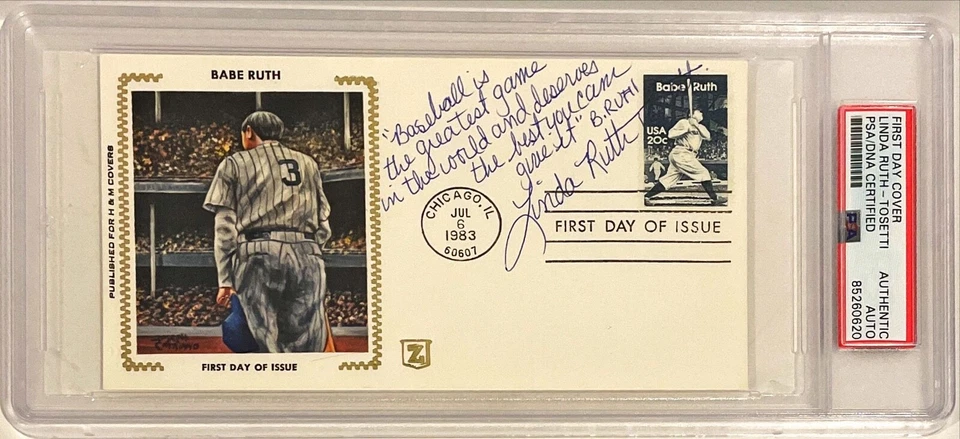 BABE RUTH
PUBLISHED FOR H & M COVERS
3
FIRST DAY OF ISSUE
Z
"Baseball is
the greatest game
in the world and deserves
the best you can
give it" B. RUTH
Linda Ruth
CHICAGO, IL
JUL
6
1983
60607
Babe Ruth
USA
20c
FIRST DAY OF ISSUE
FIRST DAY COVER
LINDA RUTH - TOSETTI
PSA/DNA CERTIFIED
AUTHENTIC
AUTO
85260620
PSA